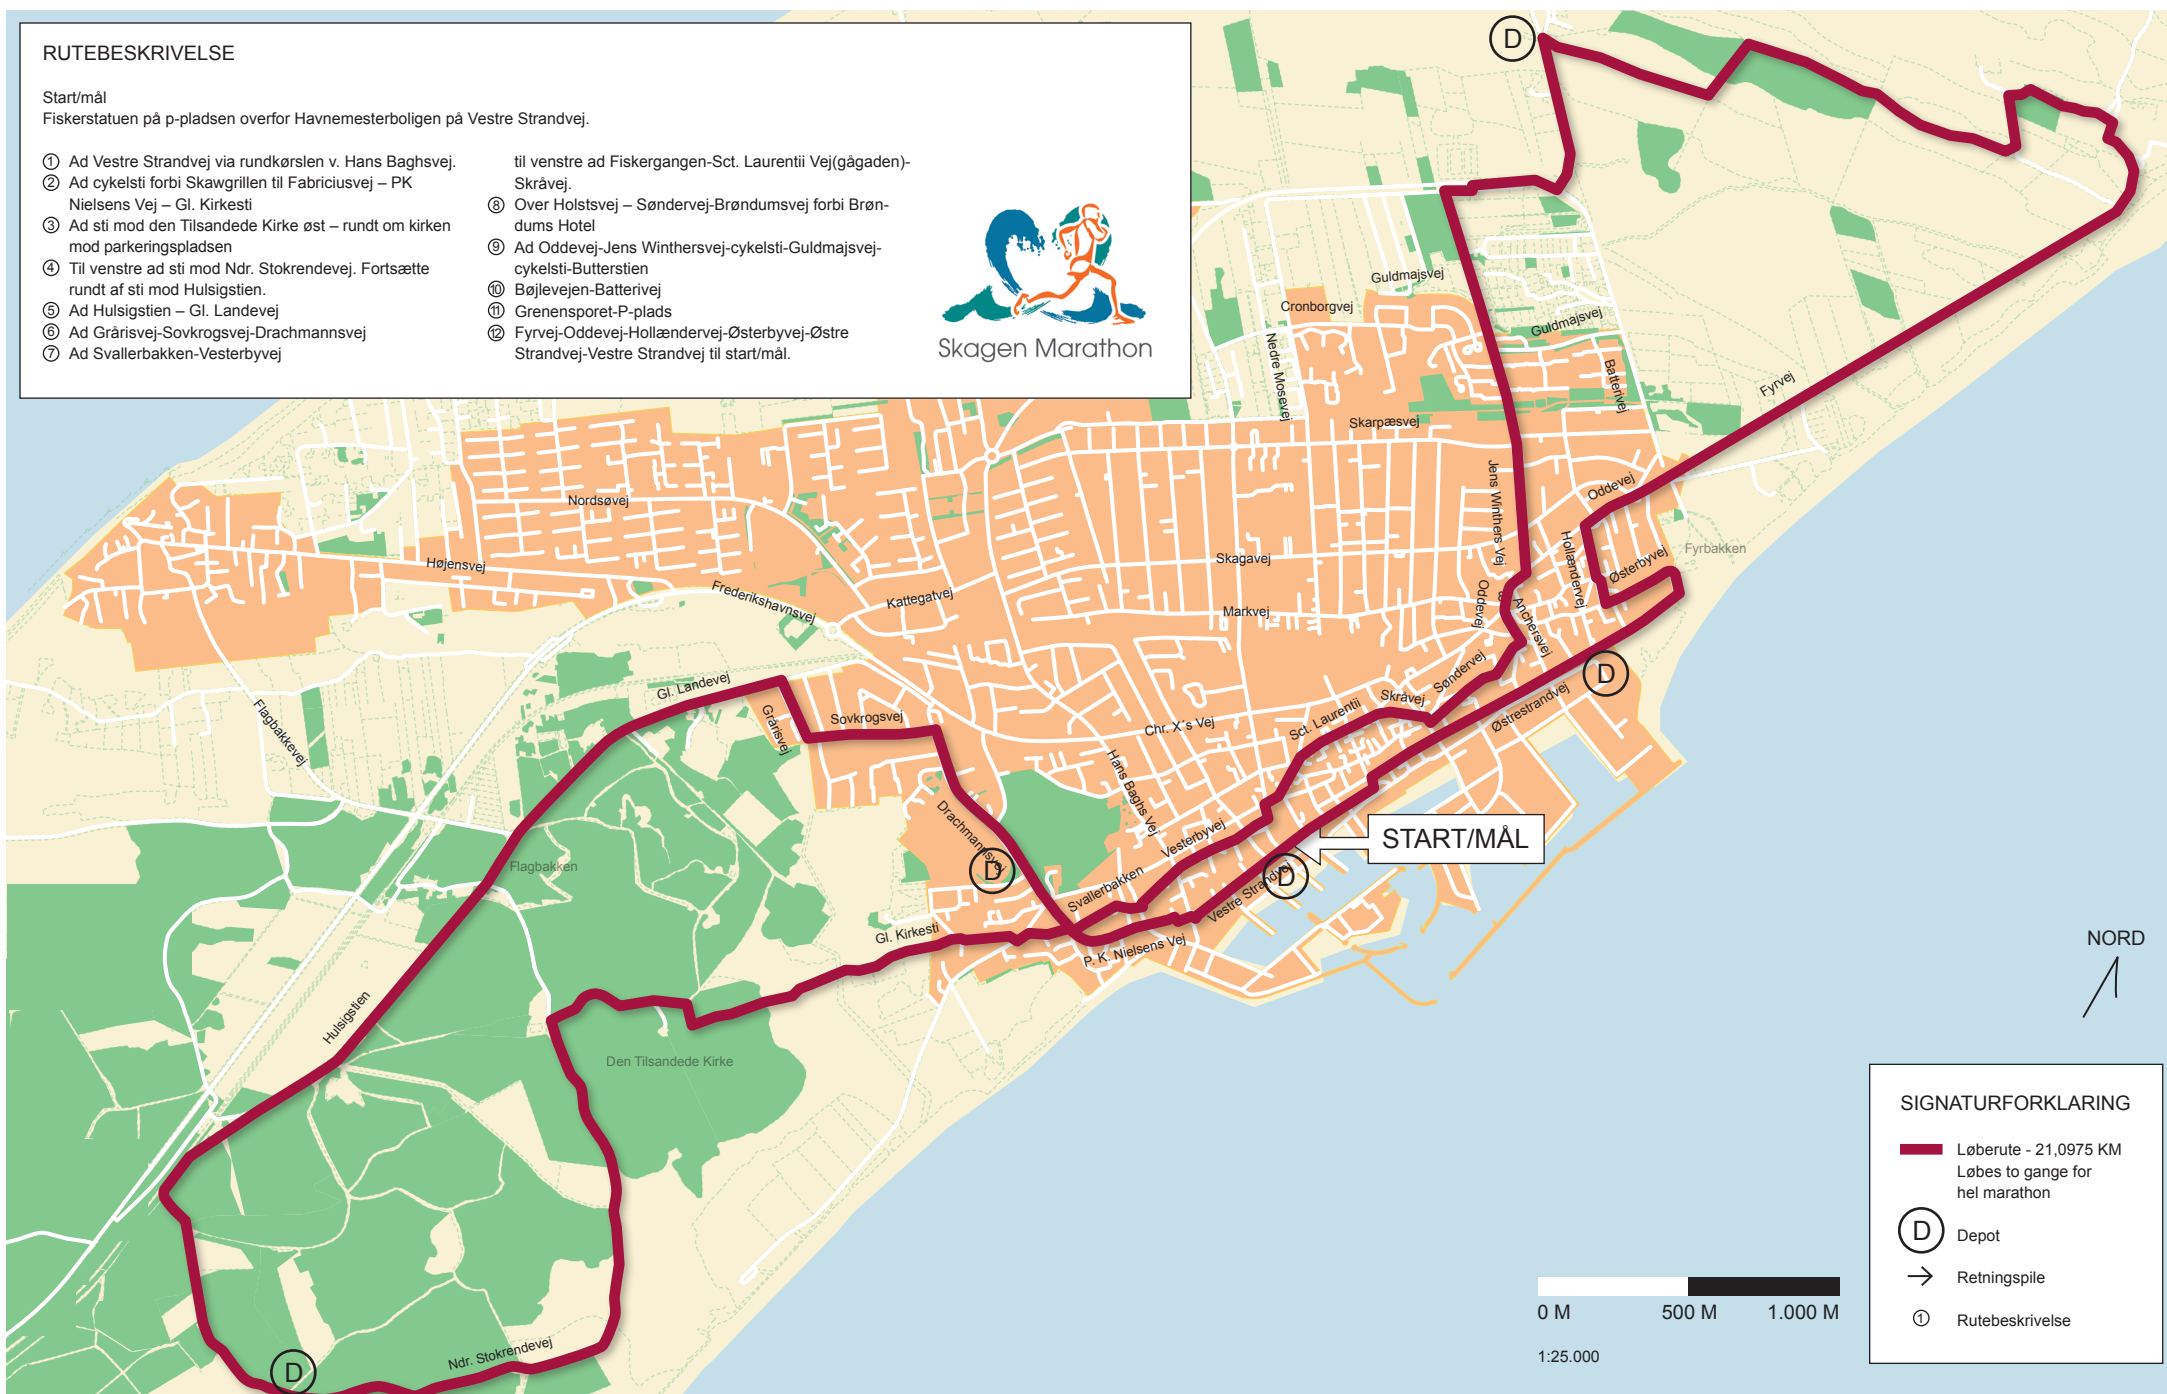 RUTEBESKRIVELSE
Start/mål
Fiskerstatuen på p-pladsen overfor Havnemesterboligen på Vestre Strandvej.
① Ad Vestre Strandvej via rundkørslen v. Hans Baghsvej.
② Ad cykelsti forbi Skawgrillen til Fabriciusvej – PK
Nielsens Vej – Gl. Kirkesti
③ Ad sti mod den Tilsandede Kirke øst – rundt om kirken
mod parkeringspladsen
④ Til venstre ad sti mod Ndr. Stokrendevej. Fortsætte
rundt af sti mod Hulsigstien.
⑤ Ad Hulsigstien – Gl. Landevej
⑥ Ad Grårisvej-Sovkrogsvej-Drachmannsvej
⑦ Ad Svallerbakken-Vesterbyvej
til venstre ad Fiskergangen-Sct. Laurentii Vej(gågaden)-
Skråvej.
⑧ Over Holstsvej – Søndervej-Brøndumsvej forbi Brøn-
dums Hotel
⑨ Ad Oddevej-Jens Winthersvej-cykelsti-Guldmajsvej-
cykelsti-Butterstien
⑩ Bøjlevejen-Batterivej
⑪ Grenensporet-P-plads
⑫ Fyrvej-Oddevej-Hollændervej-Østerbyvej-Østre
Strandvej-Vestre Strandvej til start/mål.
Skagen Marathon
D
Guldmajsvej
Cronborgvej
Guldmajsvej
Nedre Mosevej
Batterivej
Fyrvej
Skarpæsvej
Jens Winthers Vej
Oddevej
Nordsøvej
Højensvej
Skagavej
Hollændervej
Østerbyvej
Fyrbakken
Frederikshavnsvej
Kattegatvej
Markvej
Oddevej
8
Anchersvej
Gl. Landevej
Grårisvej
Sovkrogsvej
Søndervej
Skråvej
Sct. Laurentii
D
Østrestrandvej
Chr. X´s Vej
Flagbakkevej
Hans Baghs Vej
Drachmannsvej
D
Vesterbyvej
START/MÅL
Flagbakken
Svallerbakken
D
Vestre Strandvej
Gl. Kirkesti
P. K. Nielsens Vej
NORD
Hulsigstien
Den Tilsandede Kirke
Ndr. Stokrendevej
D
SIGNATURFORKLARING
Løberute - 21,0975 KM
Løbes to gange for
hel marathon
D Depot
Retningspile
① Rutebeskrivelse
0 M 500 M 1.000 M
1:25.000